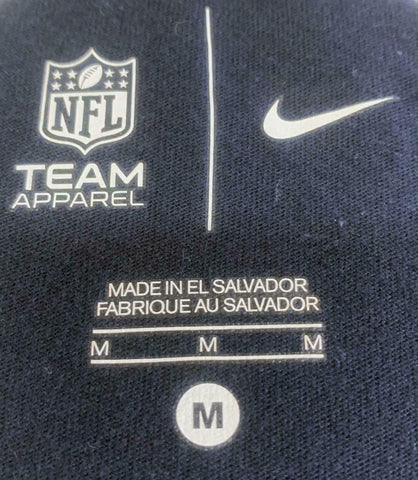 NFL
TEAM
APPAREL
MADE IN EL SALVADOR
FABRIQUE AU SALVADOR
M M M
M